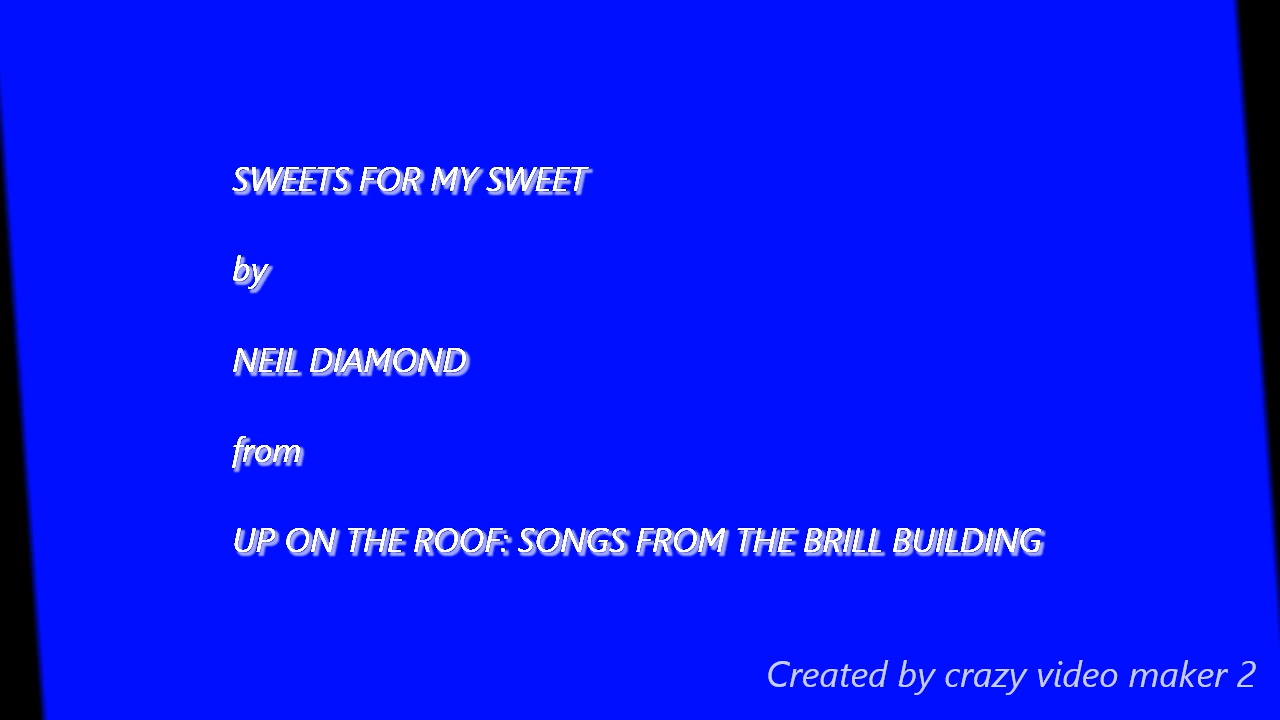 SWEETS FOR MY SWEET
by
NEIL DIAMOND
from
UP ON THE ROOF: SONGS FROM THE BRILL BUILDING
Created by crazy video maker 2